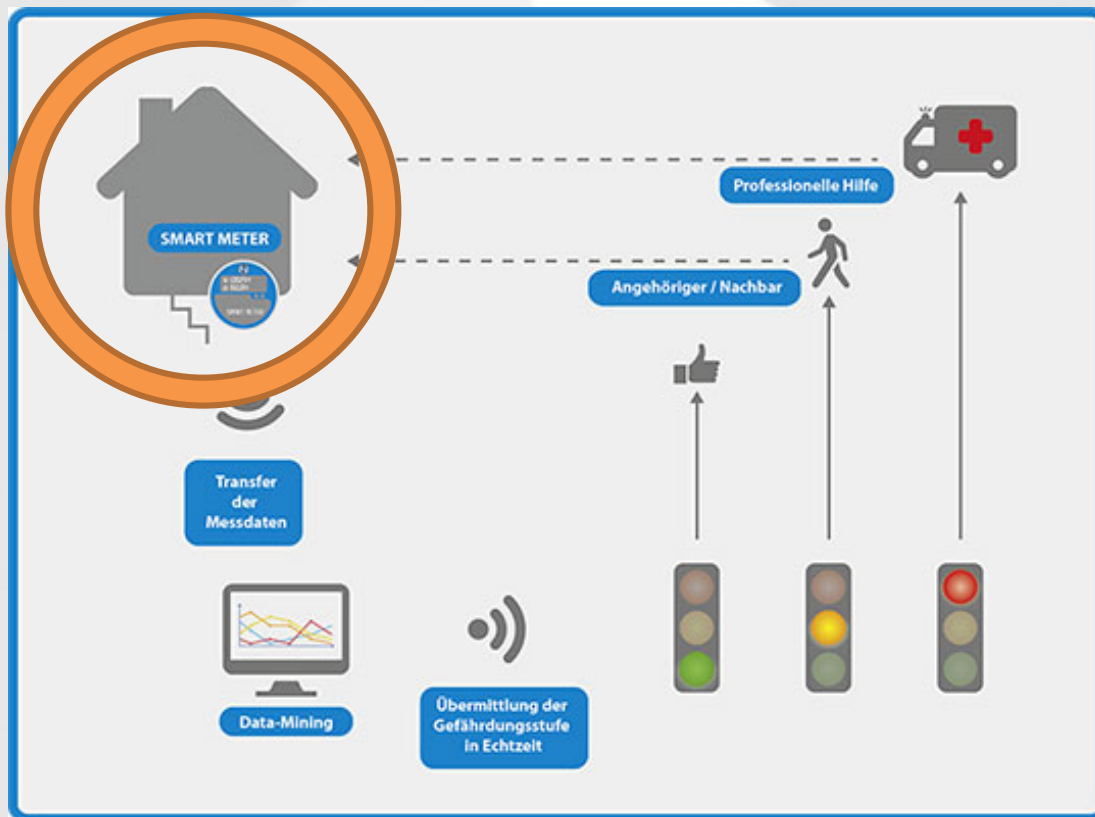 SMART METER
Professionelle Hilfe
Angehöriger / Nachbar
Transfer
der
Messdaten
Data-Mining
Übermittlung der
Gefährdungsstufe
in Echtzeit